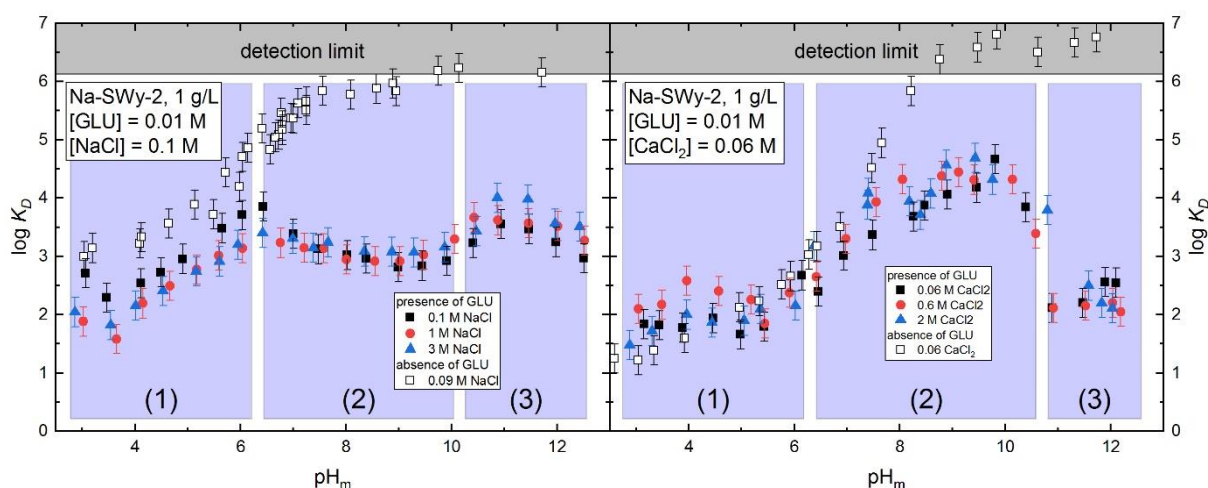 7
6
5
4
3
2
1
0
log K_D
detection limit
Na-SWy-2, 1 g/L
[GLU] = 0.01 M
[NaCl] = 0.1 M
presence of GLU
0.1 M NaCl
1 M NaCl
3 M NaCl
absence of GLU
0.09 M NaCl
(1)
(2)
(3)
4
6
8
10
12
pH_m
detection limit
Na-SWy-2, 1 g/L
[GLU] = 0.01 M
[CaCl₂] = 0.06 M
presence of GLU
0.06 M CaCl2
0.6 M CaCl2
2 M CaCl2
absence of GLU
0.06 CaCl₂
(1)
(2)
(3)
4
6
8
10
12
pH_m
7
6
5
4
3
2
1
0
log K_D